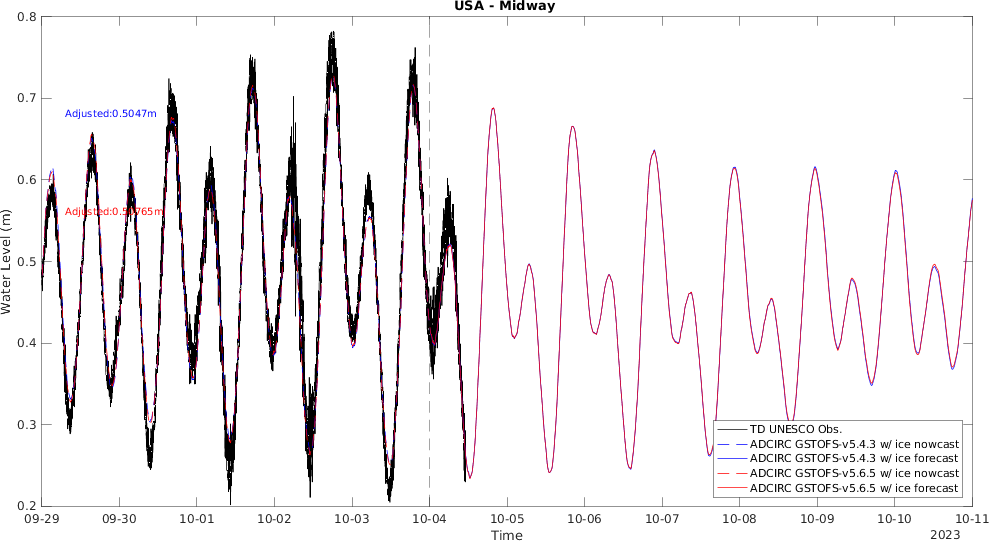 USA - Midway
0.8
0.7
0.6
0.5
0.4
0.3
0.2
Water Level (m)
Adjusted:0.5047m
TD UNESCO Obs.
ADCIRC GSTOFS-v5.4.3 w/ ice nowcast
ADCIRC GSTOFS-v5.4.3 w/ ice forecast
ADCIRC GSTOFS-v5.6.5 w/ ice nowcast
ADCIRC GSTOFS-v5.6.5 w/ ice forecast
09-29 09-30 10-01 10-02 10-03 10-04 10-05 10-06 10-07 10-08 10-09 10-10 10-11
Time
2023